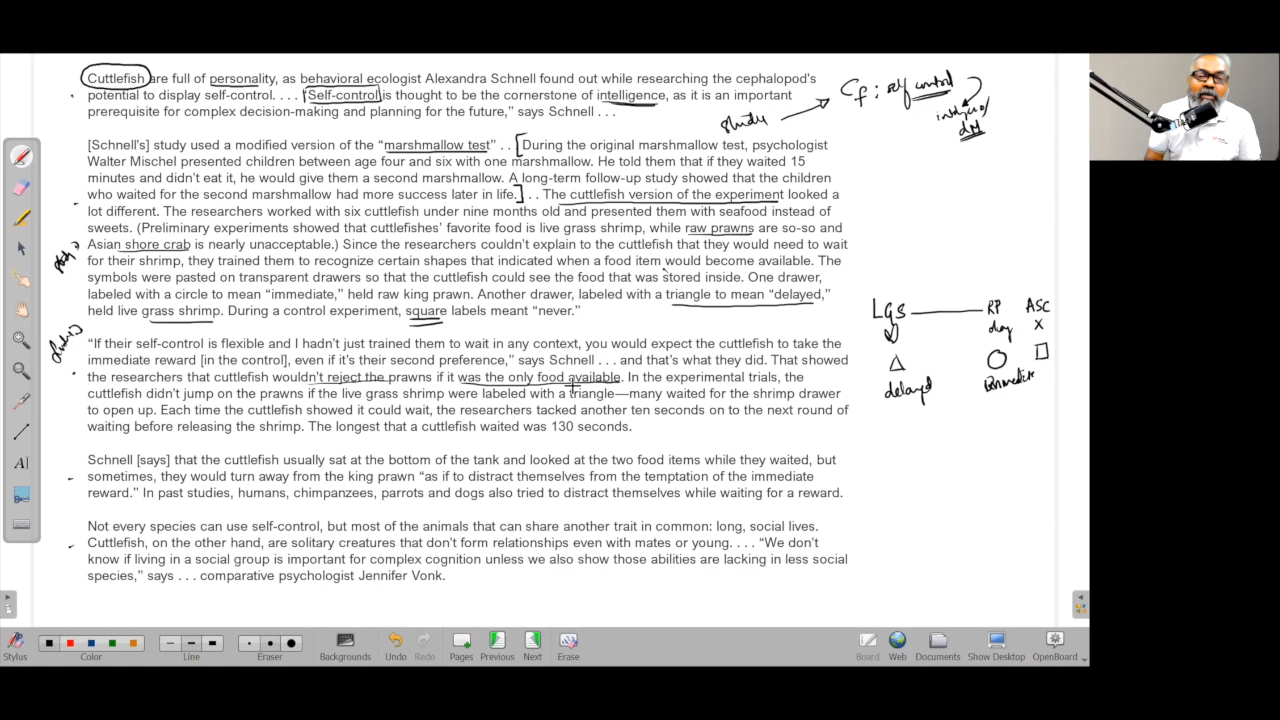 Cuttlefish are full of personality, as behavioral ecologist Alexandra Schnell found out while researching the cephalopod's
potential to display self-control. . . . "Self-control is thought to be the cornerstone of intelligence, as it is an important
prerequisite for complex decision-making and planning for the future," says Schnell . . .
study
Cf : self control
[Schnell's] study used a modified version of the "marshmallow test" . . . During the original marshmallow test, psychologist
Walter Mischel presented children between age four and six with one marshmallow. He told them that if they waited 15
minutes and didn't eat it, he would give them a second marshmallow. A long-term follow-up study showed that the children
who waited for the second marshmallow had more success later in life. . . . The cuttlefish version of the experiment looked a
lot different. The researchers worked with six cuttlefish under nine months old and presented them with seafood instead of
sweets. (Preliminary experiments showed that cuttlefishes' favorite food is live grass shrimp, while raw prawns are so-so and
Asian shore crab is nearly unacceptable.) Since the researchers couldn't explain to the cuttlefish that they would need to wait
for their shrimp, they trained them to recognize certain shapes that indicated when a food item would become available. The
symbols were pasted on transparent drawers so that the cuttlefish could see the food that was stored inside. One drawer,
labeled with a circle to mean "immediate," held raw king prawn. Another drawer, labeled with a triangle to mean "delayed,"
held live grass shrimp. During a control experiment, square labels meant "never."
LGS RP ASC
okay X
delayed immediate
"If their self-control is flexible and I hadn't just trained them to wait in any context, you would expect the cuttlefish to take the
immediate reward [in the control], even if it's their second preference," says Schnell . . . and that's what they did. That showed
the researchers that cuttlefish wouldn't reject the prawns if it was the only food available. In the experimental trials, the
cuttlefish didn't jump on the prawns if the live grass shrimp were labeled with a triangle—many waited for the shrimp drawer
to open up. Each time the cuttlefish showed it could wait, the researchers tacked another ten seconds on to the next round of
waiting before releasing the shrimp. The longest that a cuttlefish waited was 130 seconds.
Schnell [says] that the cuttlefish usually sat at the bottom of the tank and looked at the two food items while they waited, but
sometimes, they would turn away from the king prawn "as if to distract themselves from the temptation of the immediate
reward." In past studies, humans, chimpanzees, parrots and dogs also tried to distract themselves while waiting for a reward.
Not every species can use self-control, but most of the animals that can share another trait in common: long, social lives.
Cuttlefish, on the other hand, are solitary creatures that don't form relationships even with mates or young. . . . "We don't
know if living in a social group is important for complex cognition unless we also show those abilities are lacking in less social
species," says . . . comparative psychologist Jennifer Vonk.
Stylus Color Line Eraser Backgrounds Undo Redo Pages Previous Next Erase Board Web Documents Show Desktop OpenBoard